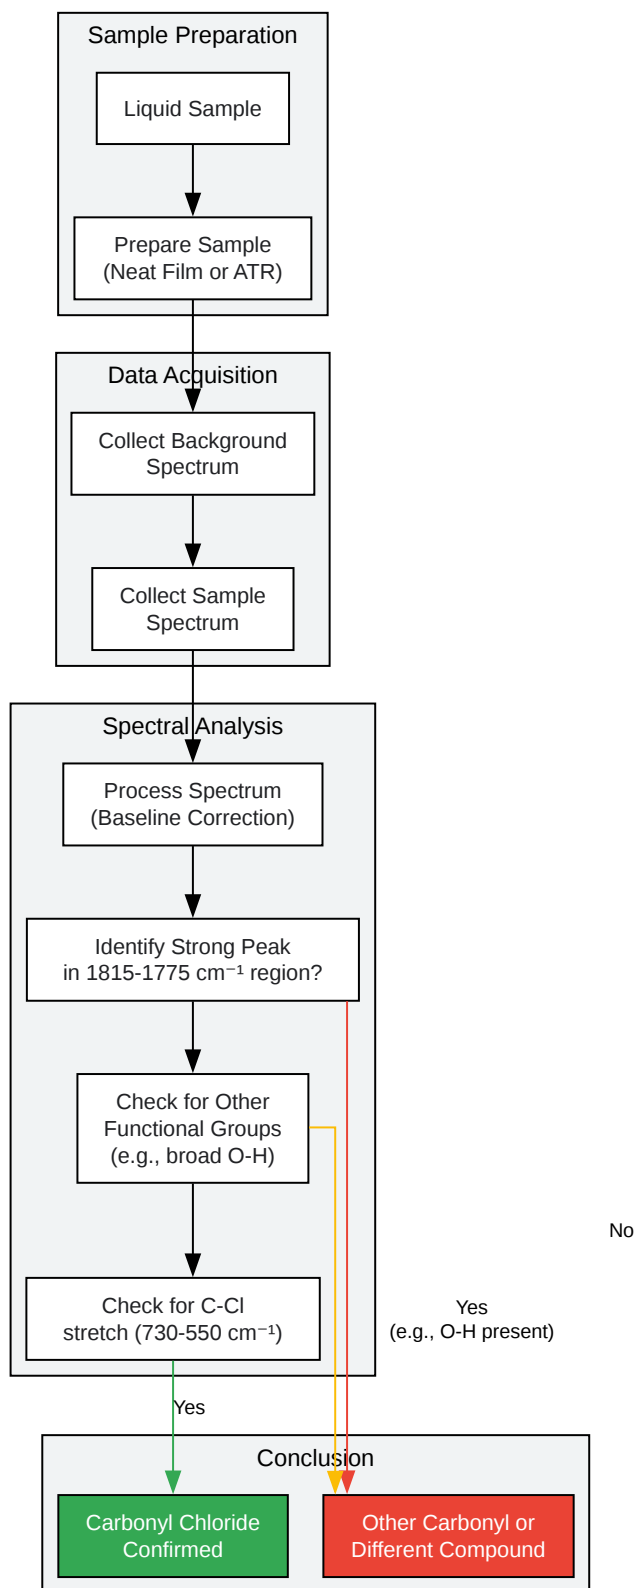 Sample Preparation
Liquid Sample
Prepare Sample
(Neat Film or ATR)
Data Acquisition
Collect Background
Spectrum
Collect Sample
Spectrum
Spectral Analysis
Process Spectrum
(Baseline Correction)
Identify Strong Peak
in 1815-1775 cm⁻¹ region?
Check for Other
Functional Groups
(e.g., broad O-H)
No
Check for C-Cl
stretch (730-550 cm⁻¹)
Yes
(e.g., O-H present)
Yes
Conclusion
Carbonyl Chloride
Confirmed
Other Carbonyl or
Different Compound